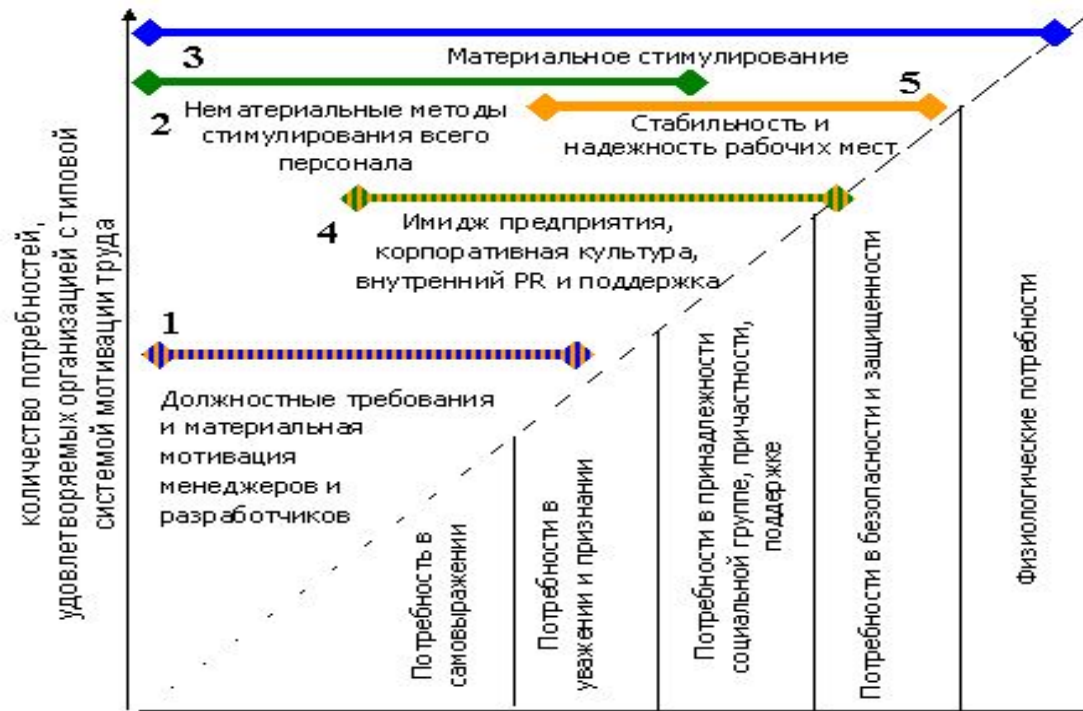 3
Материальное стимулирование
5
2
Нематериальные методы
стимулирования всего
персонала
Стабильность и
надежность рабочих мест
4
Имидж предприятия,
корпоративная культура,
внутренний PR и поддержка
1
Должностные требования
и материальная
мотивация
менеджеров и
разработчиков
количество потребностей,
удовлетворяемых организацией с типовой
системой мотивации труда
Потребность в
самовыражении
Потребности в
уважении и признании
Потребности в принадлежности
социальной группе, причастности,
поддержке
Потребности в безопасности и защищенности
Физиологические потребности